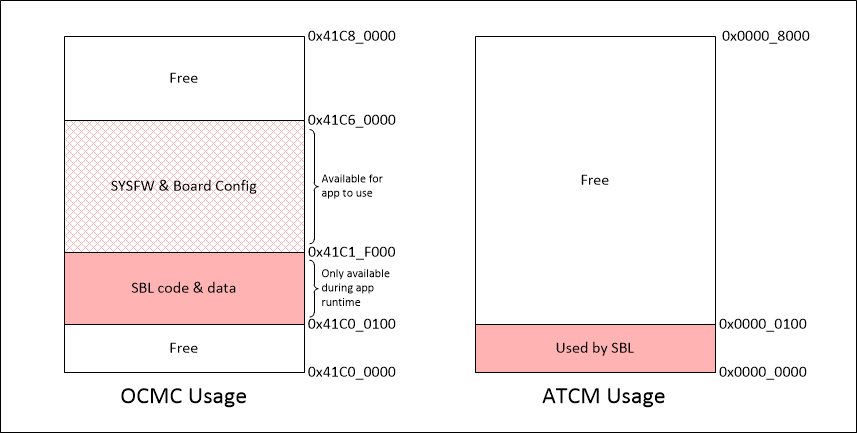 0x41C8_0000
Free
0x41C6_0000
SYSFW & Board Config
Available for
app to use
0x41C1_F000
SBL code & data
Only available
during app
runtime
0x41C0_0100
Free
0x41C0_0000
OCMC Usage
0x0000_8000
Free
0x0000_0100
Used by SBL
0x0000_0000
ATCM Usage